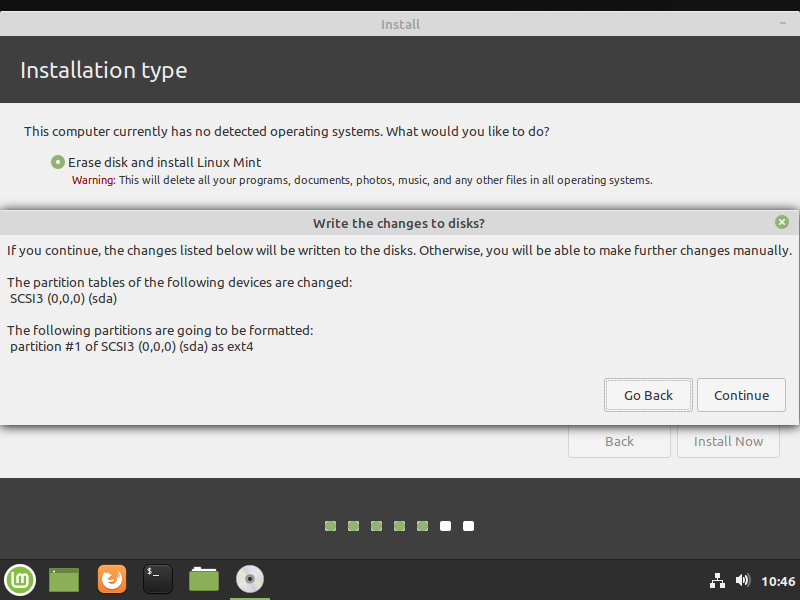 Install
Installation type
This computer currently has no detected operating systems. What would you like to do?
Erase disk and install Linux Mint
Warning: This will delete all your programs, documents, photos, music, and any other files in all operating systems.
Write the changes to disks?
If you continue, the changes listed below will be written to the disks. Otherwise, you will be able to make further changes manually.
The partition tables of the following devices are changed:
SCSI3 (0,0,0) (sda)
The following partitions are going to be formatted:
partition #1 of SCSI3 (0,0,0) (sda) as ext4
Go Back Continue
Back Install Now
$_ 10:46